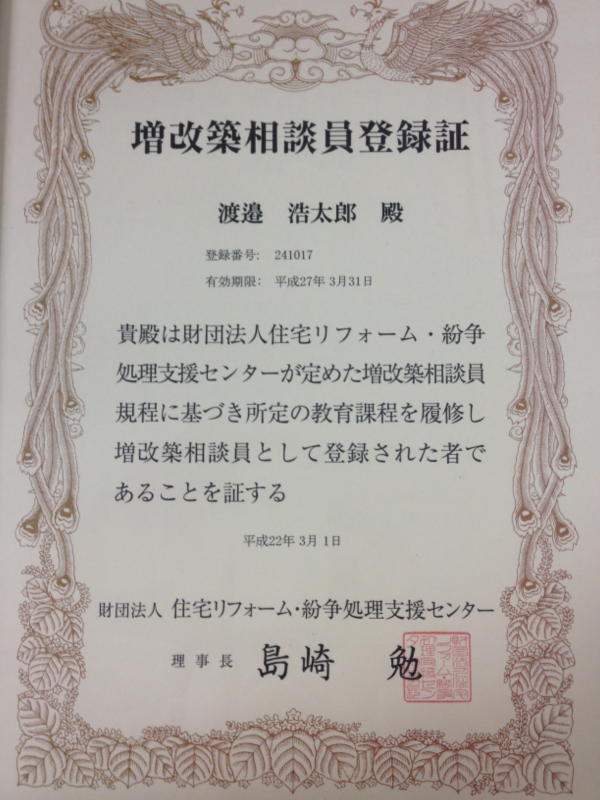 増改築相談員登録証
渡邉 浩太郎 殿
登録番号: 241017
有効期限: 平成27年 3月31日
貴殿は財団法人住宅リフォーム・紛争
処理支援センターが定めた増改築相談員
規程に基づき所定の教育課程を履修し
増改築相談員として登録された者で
あることを証する
平成22年 3月 1日
財団法人 住宅リフォーム・紛争処理支援センター
理事長 島崎 勉